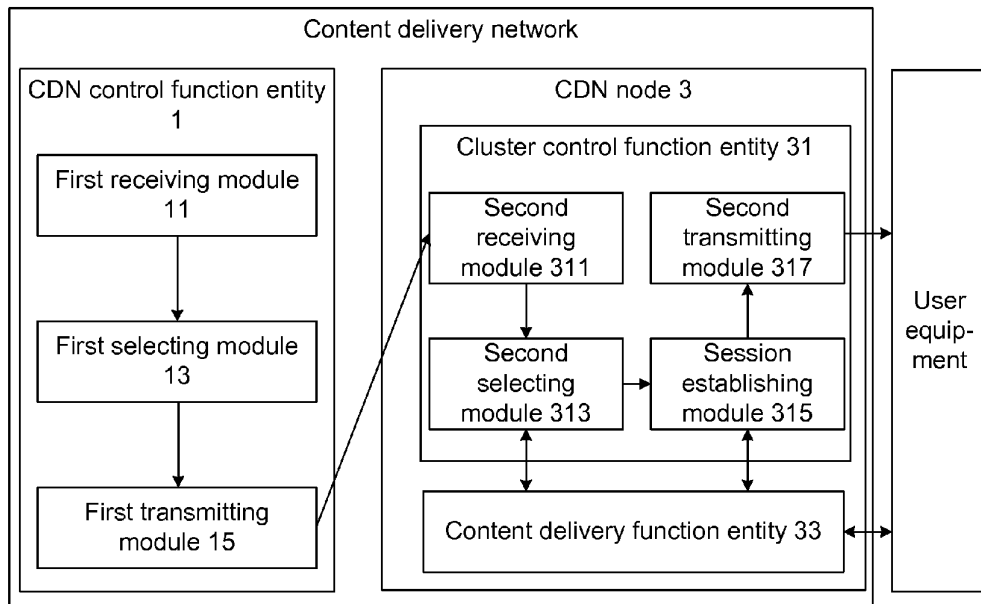 Content delivery network
CDN control function entity
1
First receiving module
11
First selecting module
13
First transmitting
module 15
CDN node 3
Cluster control function entity 31
Second
receiving
module 311
Second
transmitting
module 317
Second
selecting
module 313
Session
establishing
module 315
Content delivery function entity 33
User
equip-
ment